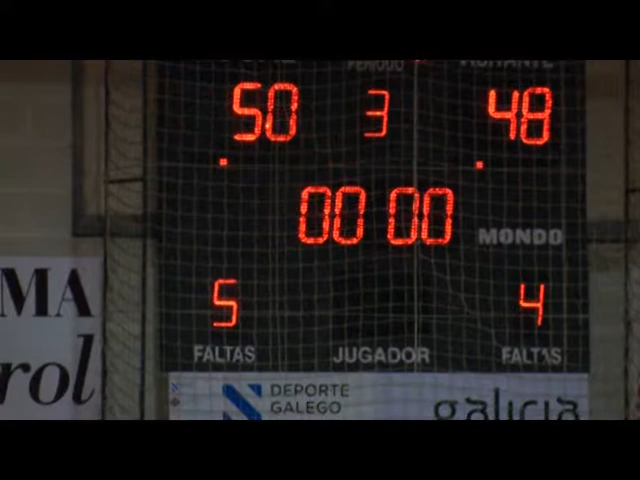 PERIODO
VISITANTE
50 3 48
00 00
MONDO
5 4
FALTAS JUGADOR FALTAS
MA
rol
DEPORTE
GALEGO
galicia